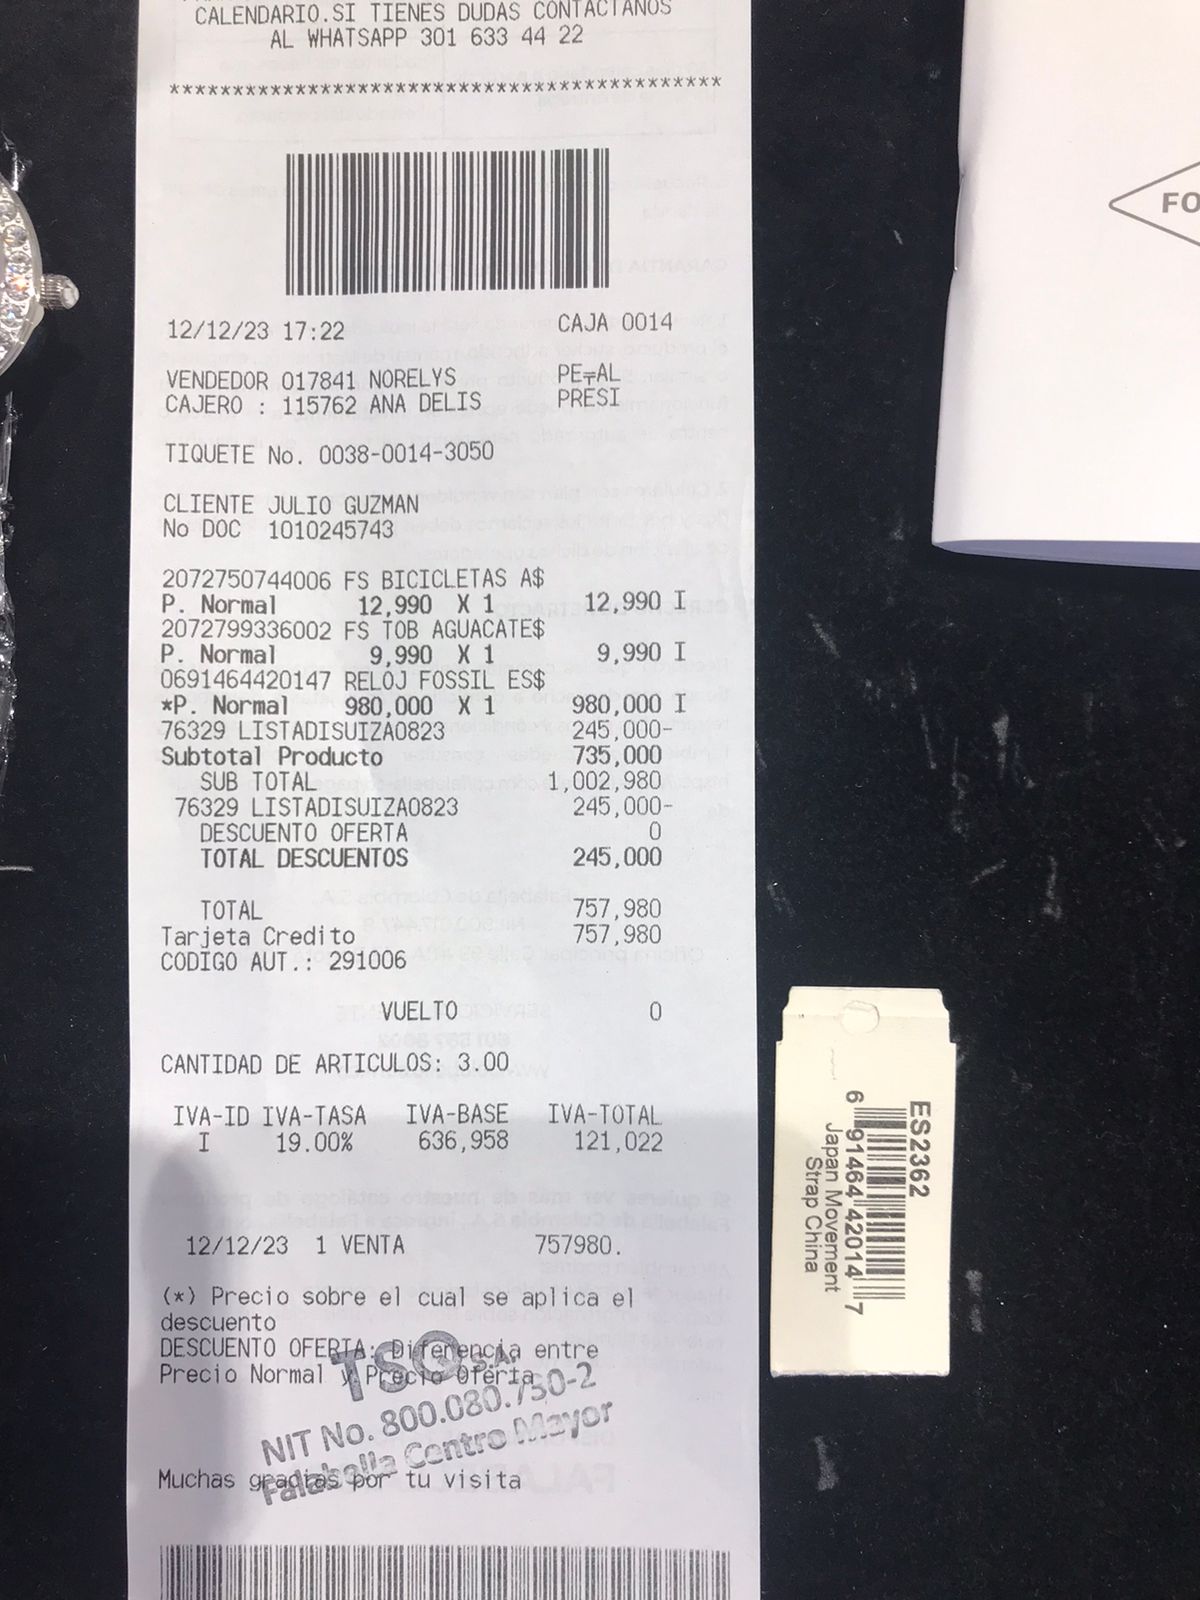 CALENDARIO.SI TIENES DUDAS CONTACTANOS
AL WHATSAPP 301 633 44 22
********************************************
12/12/23 17:22 CAJA 0014
VENDEDOR 017841 NORELYS PE╤AL
CAJERO : 115762 ANA DELIS PRESI
TIQUETE No. 0038-0014-3050
CLIENTE JULIO GUZMAN
No DOC 1010245743
2072750744006 FS BICICLETAS A$
P. Normal 12,990 X 1 12,990 I
2072799336002 FS TOB AGUACATE$
P. Normal 9,990 X 1 9,990 I
0691464420147 RELOJ FOSSIL ES$
*P. Normal 980,000 X 1 980,000 I
76329 LISTADISUIZA0823 245,000-
Subtotal Producto 735,000
SUB TOTAL 1,002,980
76329 LISTADISUIZA0823 245,000-
DESCUENTO OFERTA 0
TOTAL DESCUENTOS 245,000
TOTAL 757,980
Tarjeta Credito 757,980
CODIGO AUT.: 291006
VUELTO 0
CANTIDAD DE ARTICULOS: 3.00
IVA-ID IVA-TASA IVA-BASE IVA-TOTAL
I 19.00% 636,958 121,022
12/12/23 1 VENTA 757980.
(*) Precio sobre el cual se aplica el
descuento
DESCUENTO OFERTA: Diferencia entre
Precio Normal y Precio Oferta
TSO S.A.
NIT No. 800.080.750-2
Falabella Centro Mayor
Muchas gracias por tu visita
FO
ES2362
6 91464 42014 7
Japan Movement
Strap China